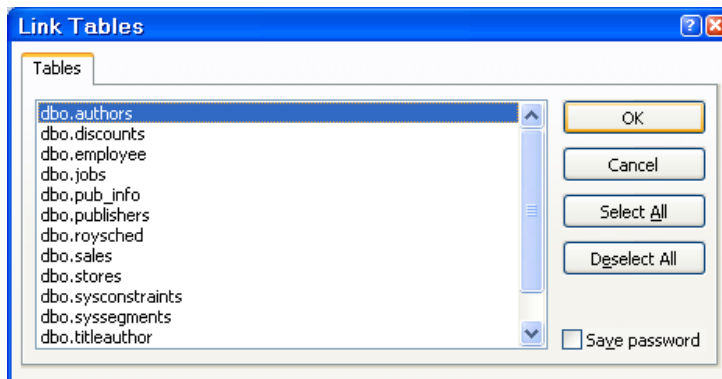 Link Tables
Tables
dbo.authors
dbo.discounts
dbo.employee
dbo.jobs
dbo.pub_info
dbo.publishers
dbo.roysched
dbo.sales
dbo.stores
dbo.sysconstraints
dbo.syssegments
dbo.titleauthor
OK
Cancel
Select All
Deselect All
Save password